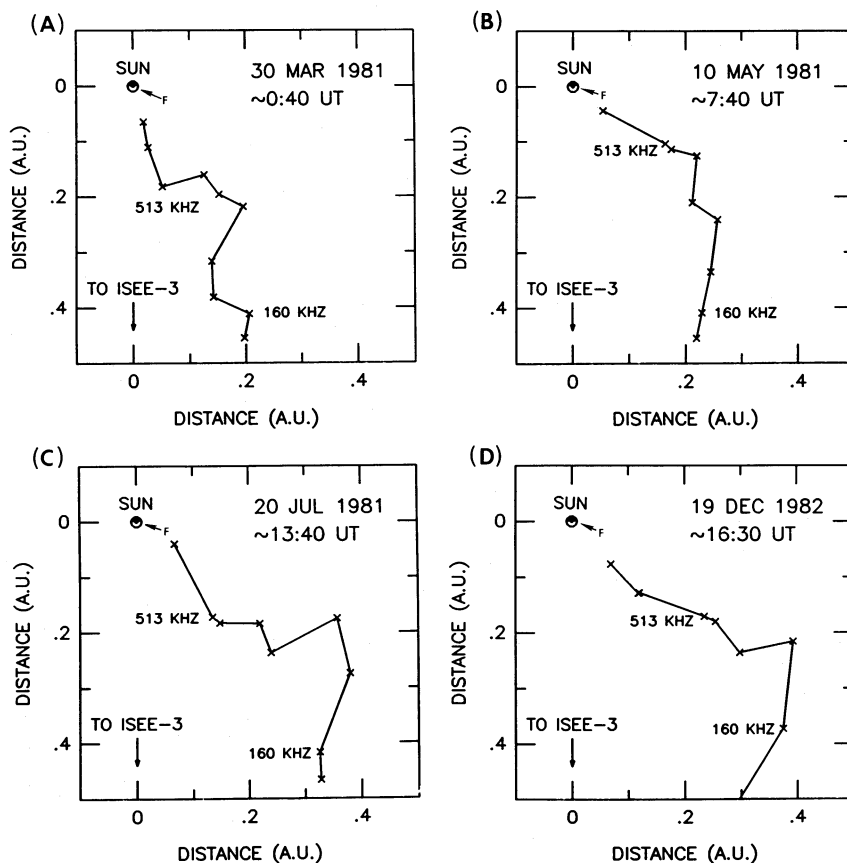 (A)
SUN
F
30 MAR 1981
~0:40 UT
0
.2
.4
DISTANCE (A.U.)
513 KHZ
160 KHZ
TO ISEE-3
0
.2
.4
DISTANCE (A.U.)
(B)
SUN
F
10 MAY 1981
~7:40 UT
0
.2
.4
DISTANCE (A.U.)
513 KHZ
160 KHZ
TO ISEE-3
0
.2
.4
DISTANCE (A.U.)
(C)
SUN
F
20 JUL 1981
~13:40 UT
0
.2
.4
DISTANCE (A.U.)
513 KHZ
160 KHZ
TO ISEE-3
0
.2
.4
DISTANCE (A.U.)
(D)
SUN
F
19 DEC 1982
~16:30 UT
0
.2
.4
DISTANCE (A.U.)
513 KHZ
160 KHZ
TO ISEE-3
0
.2
.4
DISTANCE (A.U.)